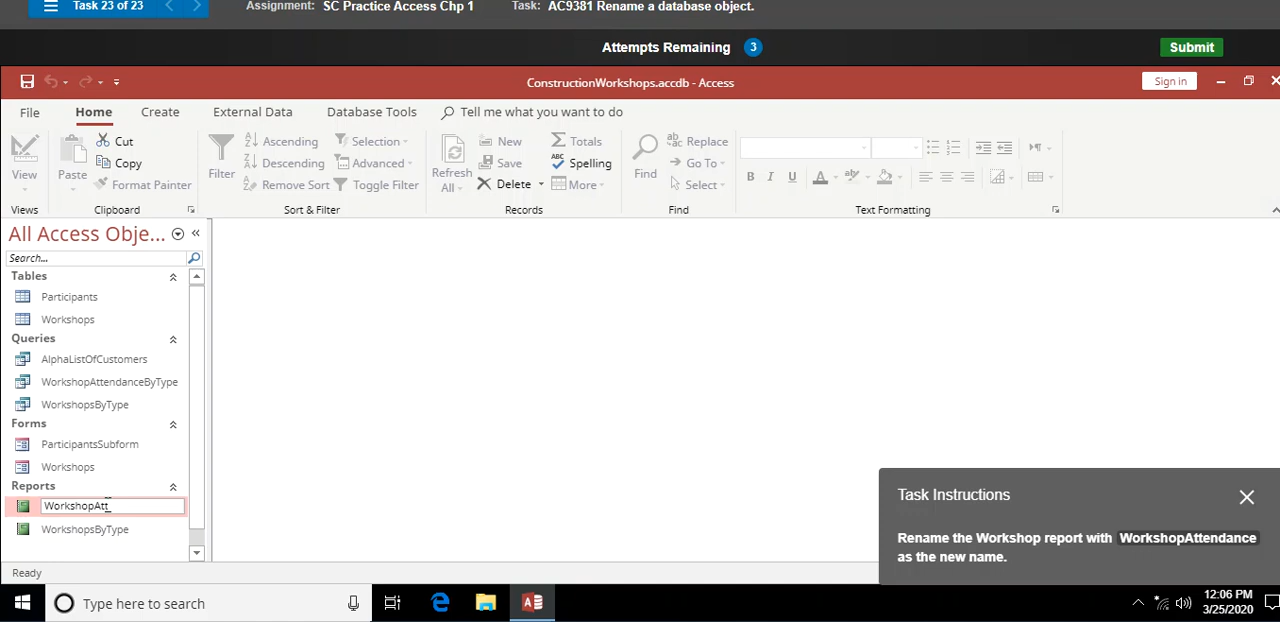 Task 23 of 23
Assignment: SC Practice Access Chp 1 Task: AC9381 Rename a database object.
Attempts Remaining 3
Submit
ConstructionWorkshops.accdb - Access
Sign in
File Home Create External Data Database Tools Tell me what you want to do
View
Views
Paste
Cut
Copy
Format Painter
Clipboard
Filter
Ascending
Descending
Remove Sort
Selection
Advanced
Toggle Filter
Sort & Filter
Refresh
All
New
Save
Delete
Totals
Spelling
More
Records
Find
Replace
Go To
Select
Find
B I U A
Text Formatting
All Access Obje...
Search...
Tables
Participants
Workshops
Queries
AlphaListOfCustomers
WorkshopAttendanceByType
WorkshopsByType
Forms
ParticipantsSubform
Workshops
Reports
WorkshopAtt
WorkshopsByType
Ready
Task Instructions
Rename the Workshop report with WorkshopAttendance
as the new name.
Type here to search
12:06 PM
3/25/2020